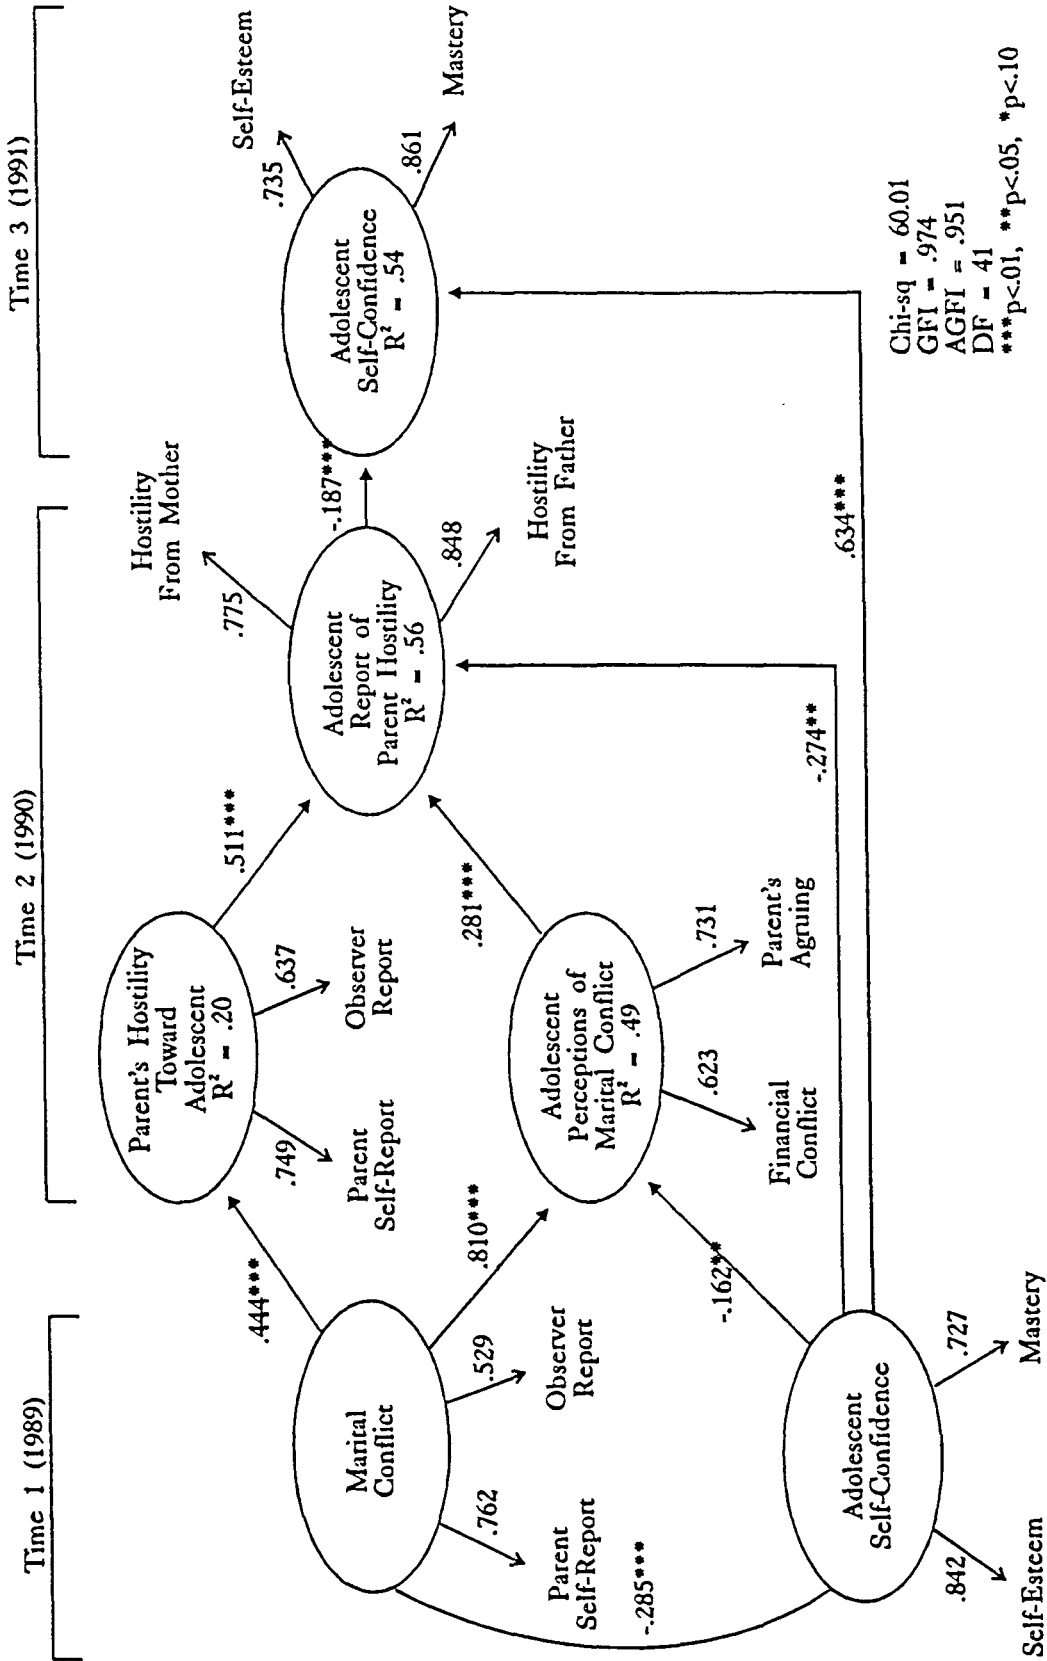 Time 1 (1989)
Time 2 (1990)
Time 3 (1991)
Marital
Conflict
.762
Parent
Self-Report
.529
Observer
Report
-.285***
.444***
.810***
Adolescent
Self-Confidence
.842
Self-Esteem
.727
Mastery
-.162**
-.274**
.634***
Parent's Hostility
Toward
Adolescent
R² = .20
.749
Parent
Self-Report
.637
Observer
Report
.511***
Adolescent
Perceptions of
Marital Conflict
R² = .49
.623
Financial
Conflict
.731
Parent's
Agruing
.281***
Adolescent
Report of
Parent Hostility
R² = .56
.775
Hostility
From Mother
.848
Hostility
From Father
-.187***
Adolescent
Self-Confidence
R² = .54
.735
Self-Esteem
.861
Mastery
Chi-sq = 60.01
GFI = .974
AGFI = .951
DF = 41
***p<.01, **p<.05, *p<.10